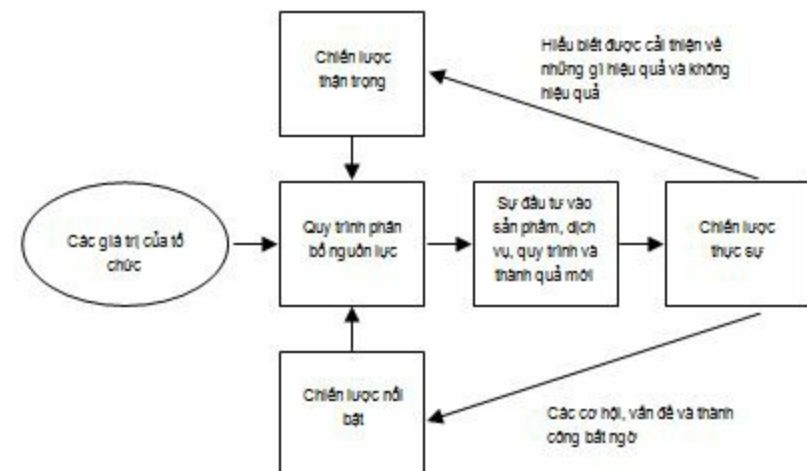 Chiến lược
thận trọng
Hiểu biết được cải thiện về
những gì hiệu quả và không
hiệu quả
Các giá trị của tổ
chức
Quy trình phân
bổ nguồn lực
Sự đầu tư vào
sản phẩm, dịch
vụ, quy trình và
thành quả mới
Chiến lược
thực sự
Chiến lược nổi
bật
Các cơ hội, vấn đề và thành
công bất ngờ